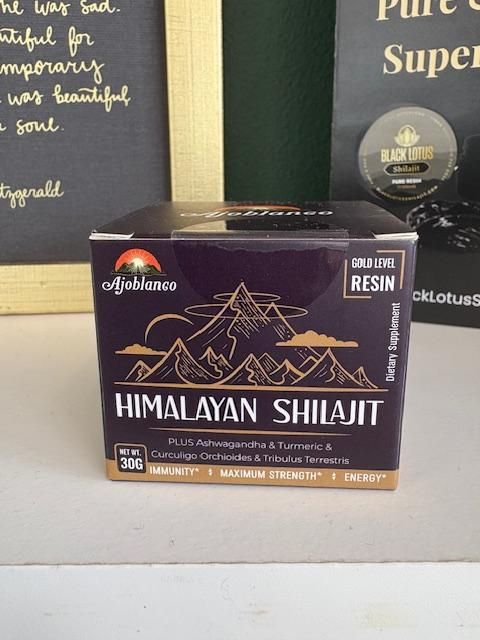 he was sad.
utiful for
mporary
was beautiful
soul.
tzgerald
Pure
Super
BLACK LOTUS
Shilajit
PURE RESIN
ckLotusS
Ajoblanco
Ajoblanco
GOLD LEVEL
RESIN
Dietary Supplement
HIMALAYAN SHILAJIT
PLUS Ashwagandha & Turmeric &
Curculigo Orchioides & Tribulus Terrestris
NET WT.
30G
IMMUNITY* MAXIMUM STRENGTH* ENERGY*